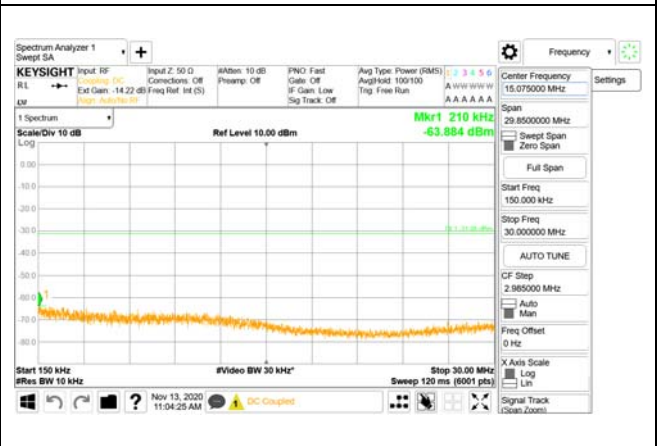 Spectrum Analyzer 1
Swept SA
Frequency
KEYSIGHT
RL
Input: RF
Coupling: DC
Ext Gain: -14.22 dB
Align: Auto/No RF
Input Z: 50 Ω
Corrections: Off
Freq Ref: Int (S)
#Atten: 10 dB
Preamp: Off
PNO: Fast
Gate: Off
IF Gain: Low
Sig Track: Off
Avg Type: Power (RMS)
Avg|Hold: 100/100
Trig: Free Run
1 2 3 4 5 6
A W W W W W
A A A A A A
1 Spectrum
Scale/Div 10 dB
Ref Level 10.00 dBm
Mkr1 210 kHz
-63.884 dBm
Log
0.00
-10.0
-20.0
-30.0
-40.0
-50.0
-60.0
-70.0
-80.0
1
Start 150 kHz
#Res BW 10 kHz
#Video BW 30 kHz*
Stop 30.00 MHz
Sweep 120 ms (6001 pts)
?
Nov 13, 2020
11:04:25 AM
1
DC Coupled
Center Frequency
15.075000 MHz
Settings
Span
29.8500000 MHz
Swept Span
Zero Span
Full Span
Start Freq
150.000 kHz
Stop Freq
30.000000 MHz
AUTO TUNE
CF Step
2.985000 MHz
Auto
Man
Freq Offset
0 Hz
X Axis Scale
Log
Lin
Signal Track
(Span Zoom)